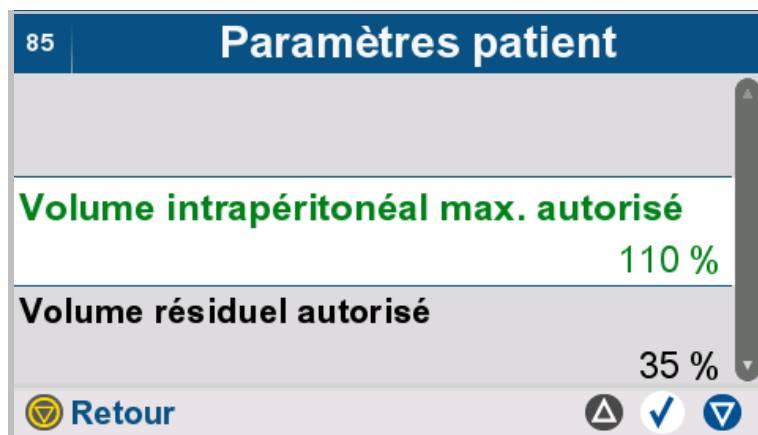 85
Paramètres patient
Volume intrapéritonéal max. autorisé
110 %
Volume résiduel autorisé
35 %
Retour